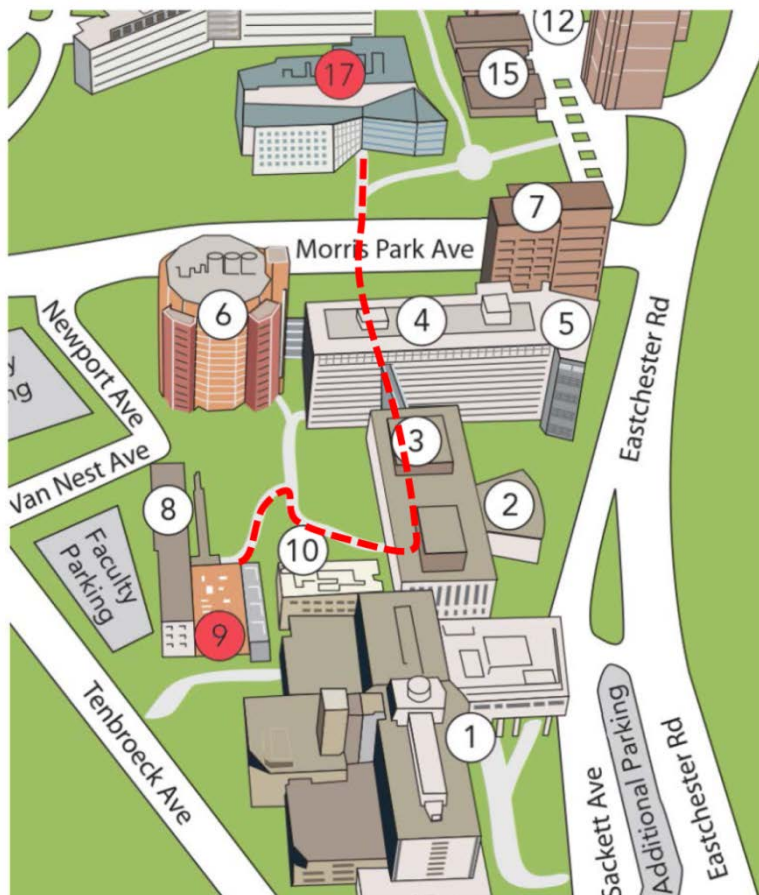 12
17
15
7
Morris Park Ave
6
4
5
Newport Ave
Eastchester Rd
3
Van Nest Ave
8
2
Faculty
Parking
10
9
Tenbroeck Ave
1
Sackett Ave
Additional Parking
Eastchester Rd